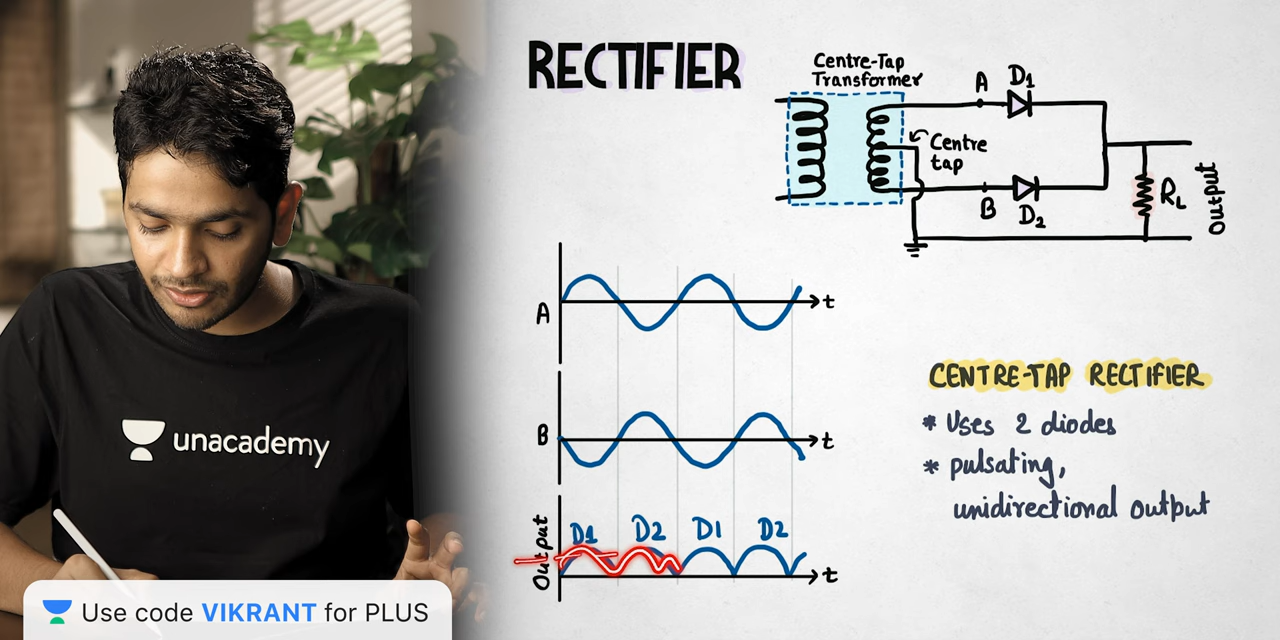 RECTIFIER
Centre-Tap
Transformer
A
D1
Centre
tap
B
D2
RL
Output
A
t
B
t
CENTRE-TAP RECTIFIER
* Uses 2 diodes
* pulsating,
unidirectional output
Output
D1 D2 D1 D2
t
unacademy
Use code VIKRANT for PLUS